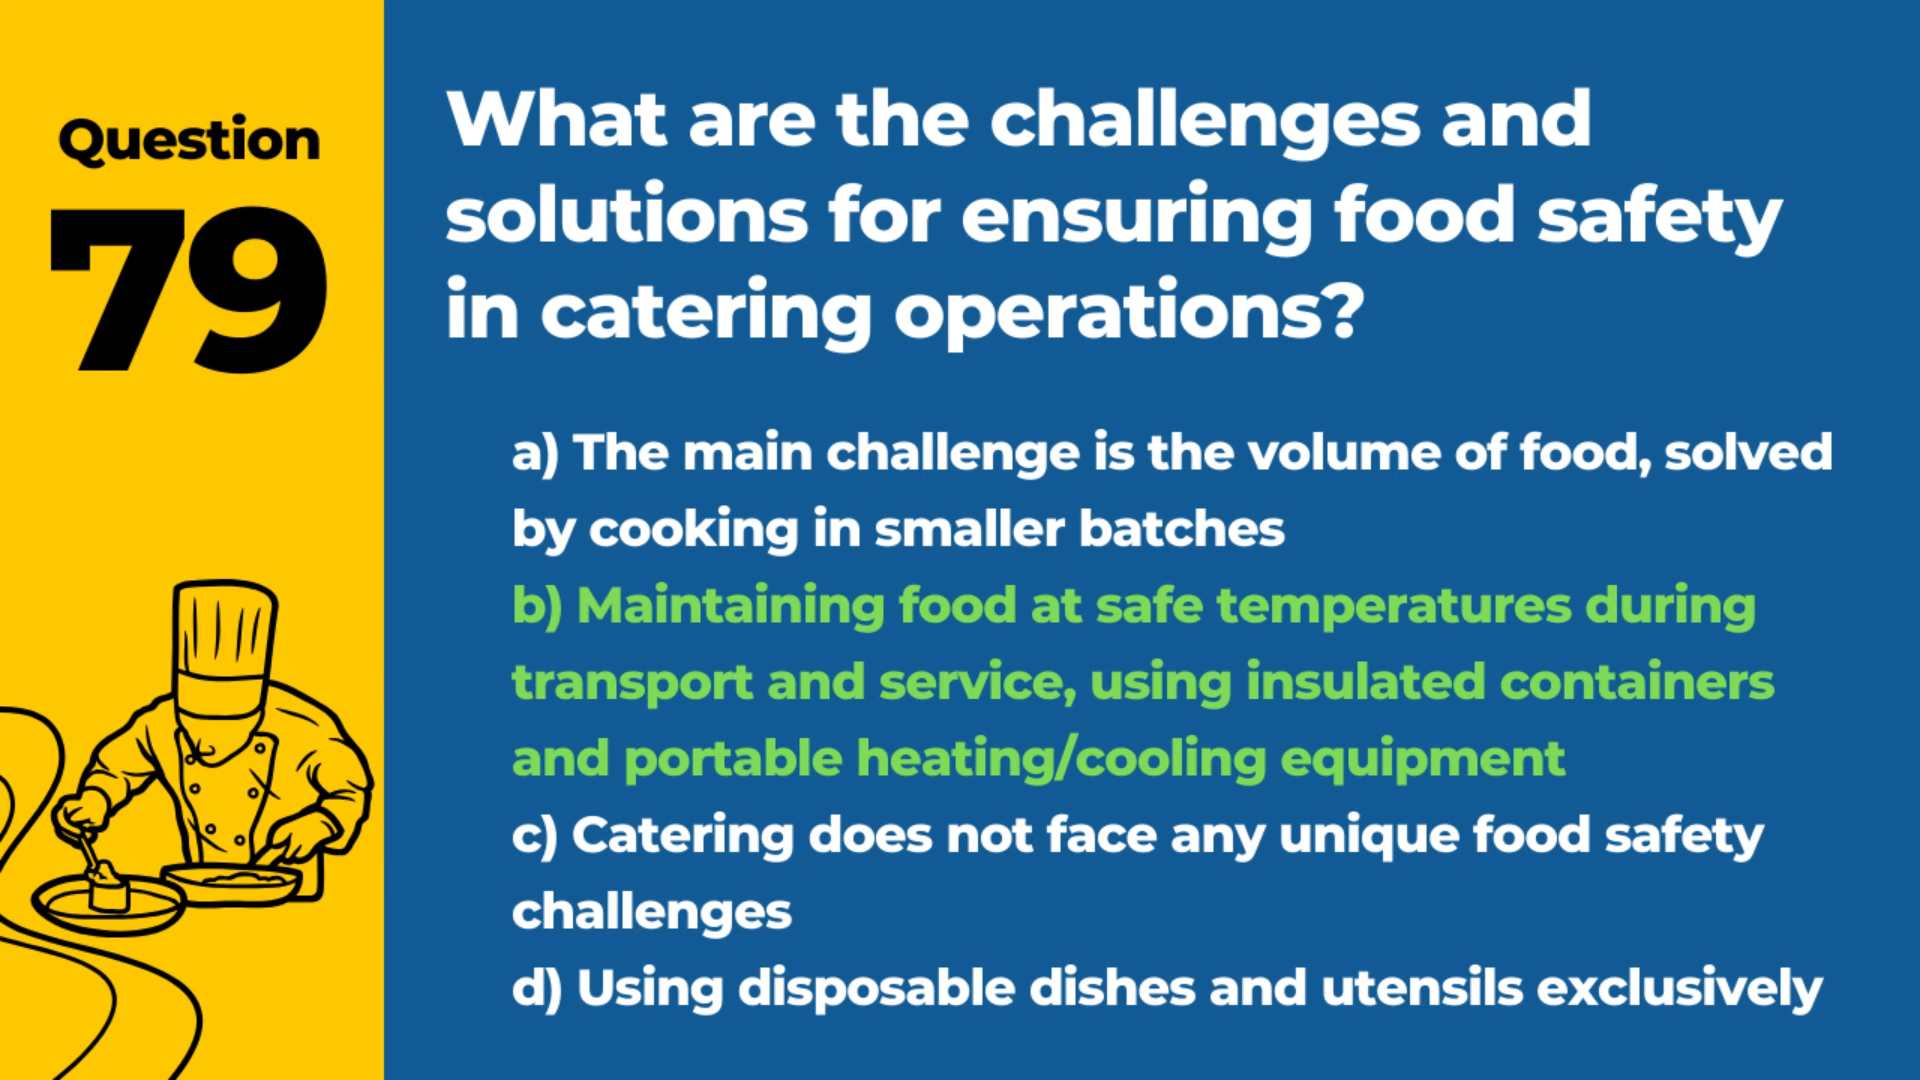 Question
79
What are the challenges and
solutions for ensuring food safety
in catering operations?
a) The main challenge is the volume of food, solved
by cooking in smaller batches
b) Maintaining food at safe temperatures during
transport and service, using insulated containers
and portable heating/cooling equipment
c) Catering does not face any unique food safety
challenges
d) Using disposable dishes and utensils exclusively